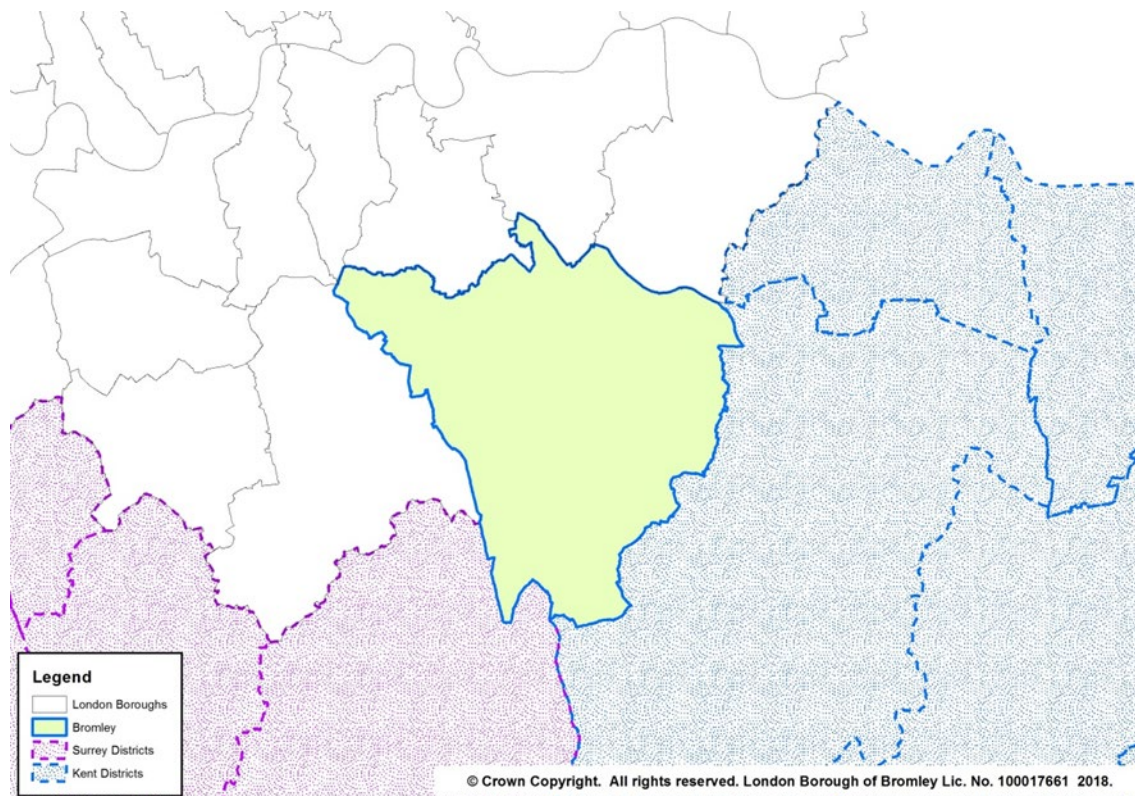 Legend
London Boroughs
Bromley
Surrey Districts
Kent Districts
© Crown Copyright. All rights reserved. London Borough of Bromley Lic. No. 100017661 2018.